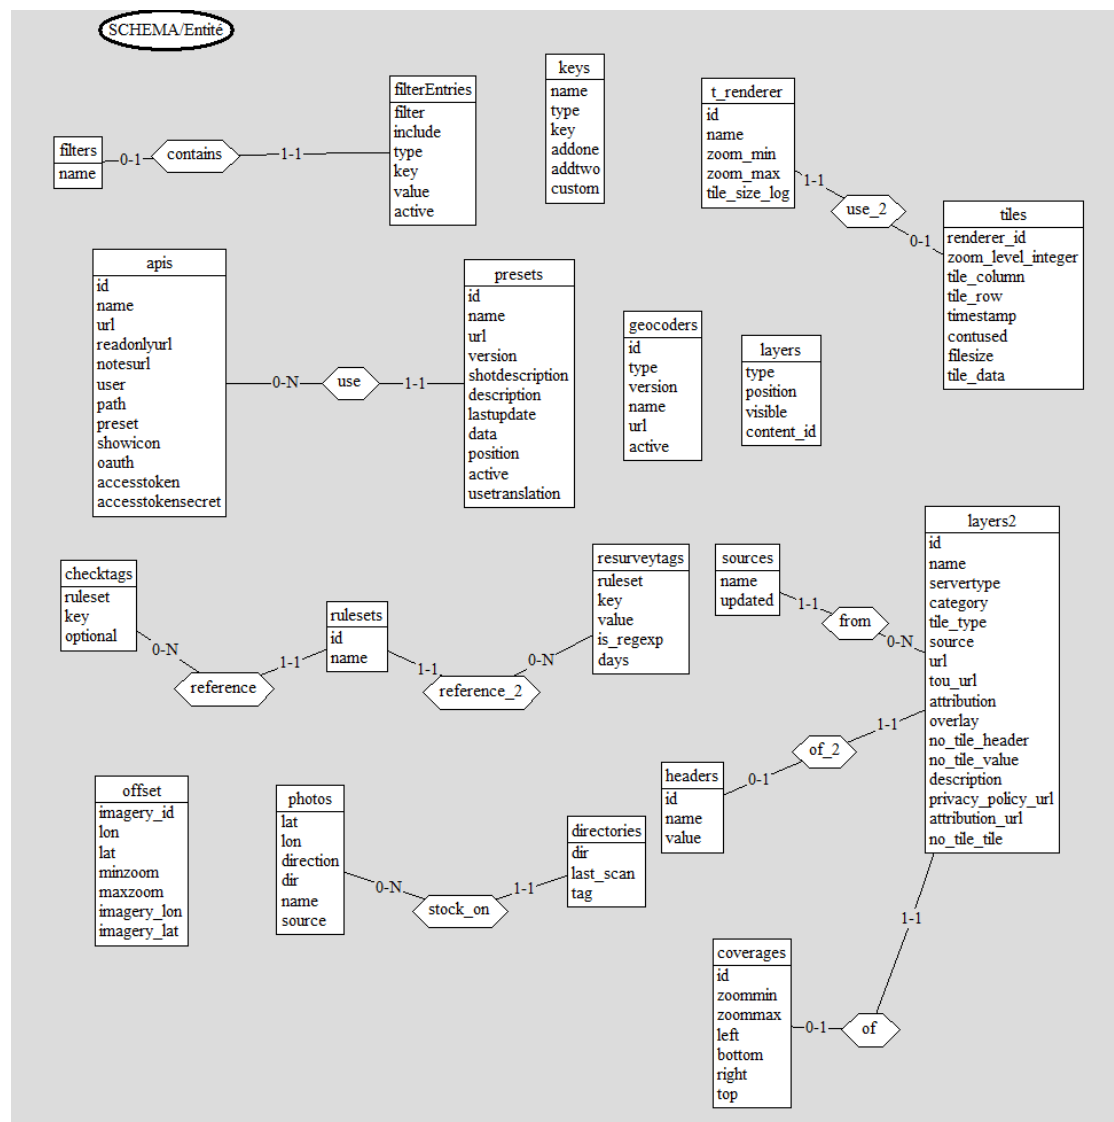 SCHEMA/Entité
filters
name
0-1
contains
1-1
filterEntries
filter
include
type
key
value
active
keys
name
type
key
addone
addtwo
custom
t_renderer
id
name
zoom_min
zoom_max
tile_size_log
1-1
use_2
0-1
tiles
renderer_id
zoom_level_integer
tile_column
tile_row
timestamp
contused
filesize
tile_data
apis
id
name
url
readonlyurl
notesurl
user
path
preset
showicon
oauth
accesstoken
accesstokensecret
0-N
use
1-1
presets
id
name
url
version
shotdescription
description
lastupdate
data
position
active
usetranslation
geocoders
id
type
version
name
url
active
layers
type
position
visible
content_id
checktags
ruleset
key
optional
0-N
reference
1-1
rulesets
id
name
1-1
reference_2
0-N
resurveytags
ruleset
key
value
is_regexp
days
sources
name
updated
1-1
from
0-N
layers2
id
name
servertype
category
tile_type
source
url
tou_url
attribution
overlay
no_tile_header
no_tile_value
description
privacy_policy_url
attribution_url
no_tile_tile
1-1
of_2
0-1
headers
id
name
value
offset
imagery_id
lon
lat
minzoom
maxzoom
imagery_lon
imagery_lat
photos
lat
lon
direction
dir
name
source
0-N
stock_on
1-1
directories
dir
last_scan
tag
1-1
coverages
id
zoommin
zoommax
left
bottom
right
top
0-1
of